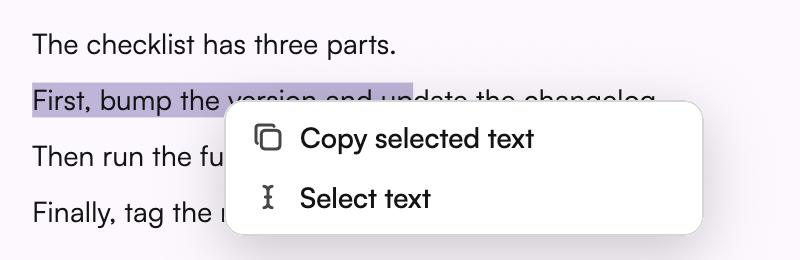 The checklist has three parts.
First, bump the version and update the changelog.
Then run the
Copy selected text
Finally, tag the
Select text